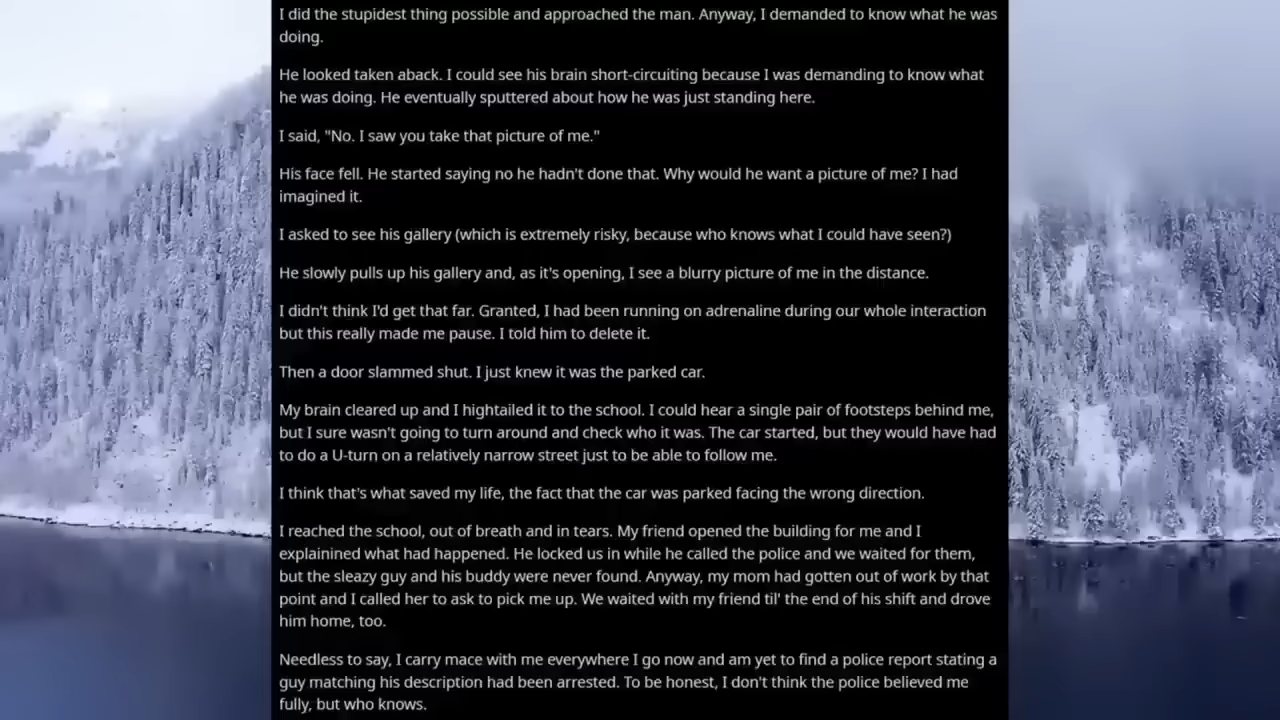 I did the stupidest thing possible and approached the man. Anyway, I demanded to know what he was
doing.
He looked taken aback. I could see his brain short-circuiting because I was demanding to know what
he was doing. He eventually sputtered about how he was just standing here.
I said, "No. I saw you take that picture of me."
His face fell. He started saying no he hadn't done that. Why would he want a picture of me? I had
imagined it.
I asked to see his gallery (which is extremely risky, because who knows what I could have seen?)
He slowly pulls up his gallery and, as it's opening, I see a blurry picture of me in the distance.
I didn't think I'd get that far. Granted, I had been running on adrenaline during our whole interaction
but this really made me pause. I told him to delete it.
Then a door slammed shut. I just knew it was the parked car.
My brain cleared up and I hightailed it to the school. I could hear a single pair of footsteps behind me,
but I sure wasn't going to turn around and check who it was. The car started, but they would have had
to do a U-turn on a relatively narrow street just to be able to follow me.
I think that's what saved my life, the fact that the car was parked facing the wrong direction.
I reached the school, out of breath and in tears. My friend opened the building for me and I
explainined what had happened. He locked us in while he called the police and we waited for them,
but the sleazy guy and his buddy were never found. Anyway, my mom had gotten out of work by that
point and I called her to ask to pick me up. We waited with my friend til' the end of his shift and drove
him home, too.
Needless to say, I carry mace with me everywhere I go now and am yet to find a police report stating a
guy matching his description had been arrested. To be honest, I don't think the police believed me
fully, but who knows.